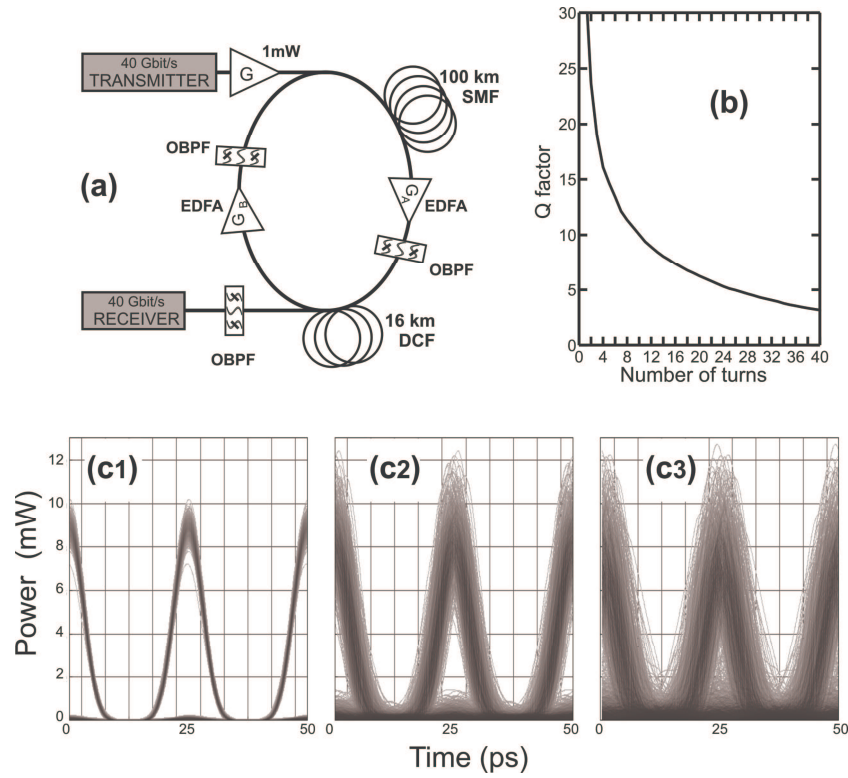 40 Gbit/s
TRANSMITTER
G
1mW
100 km
SMF
OBPF
(a)
EDFA
G B
G A
EDFA
OBPF
40 Gbit/s
RECEIVER
OBPF
16 km
DCF
(b)
Q factor
30
25
20
15
10
5
0
0 4 8 12 16 20 24 28 32 36 40
Number of turns
(c1)
(c2)
(c3)
Power (mW)
12
10
8
6
4
2
0
0 25 50
0 25 50
0 25 50
Time (ps)